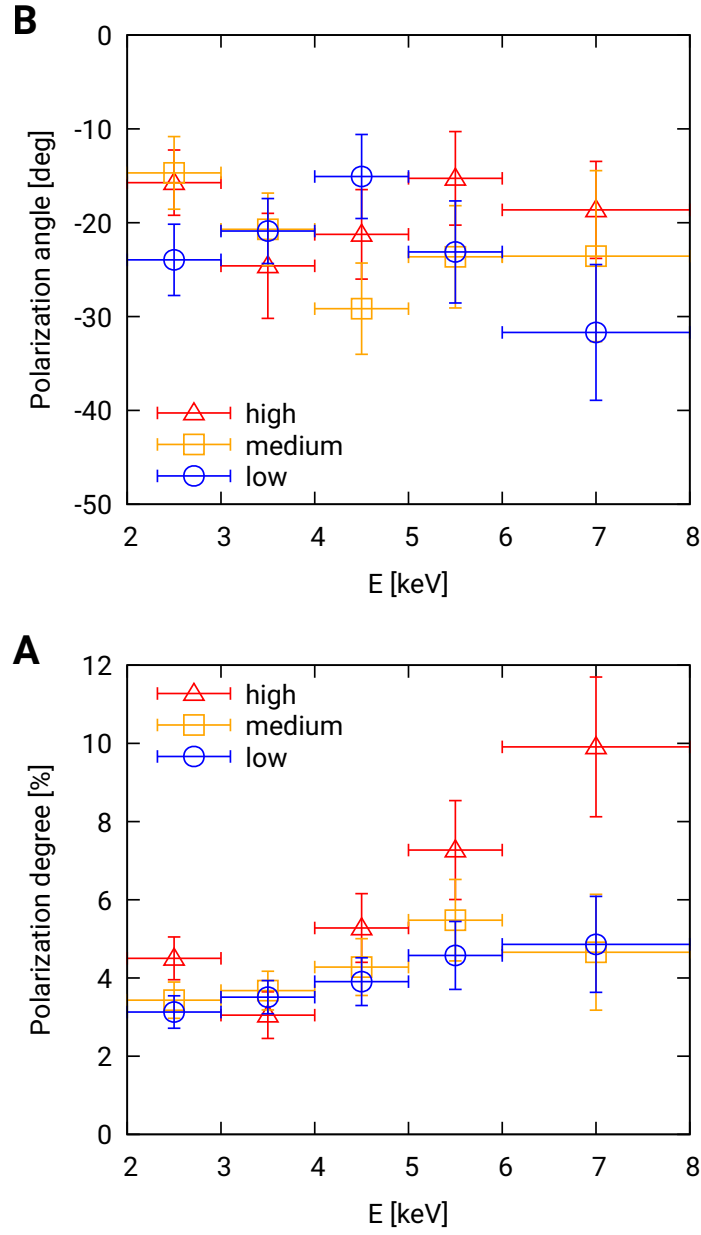 B
Polarization angle [deg]
0
-10
-20
-30
-40
-50
high
medium
low
2 3 4 5 6 7 8
E [keV]
A
Polarization degree [%]
12
10
8
6
4
2
0
high
medium
low
2 3 4 5 6 7 8
E [keV]